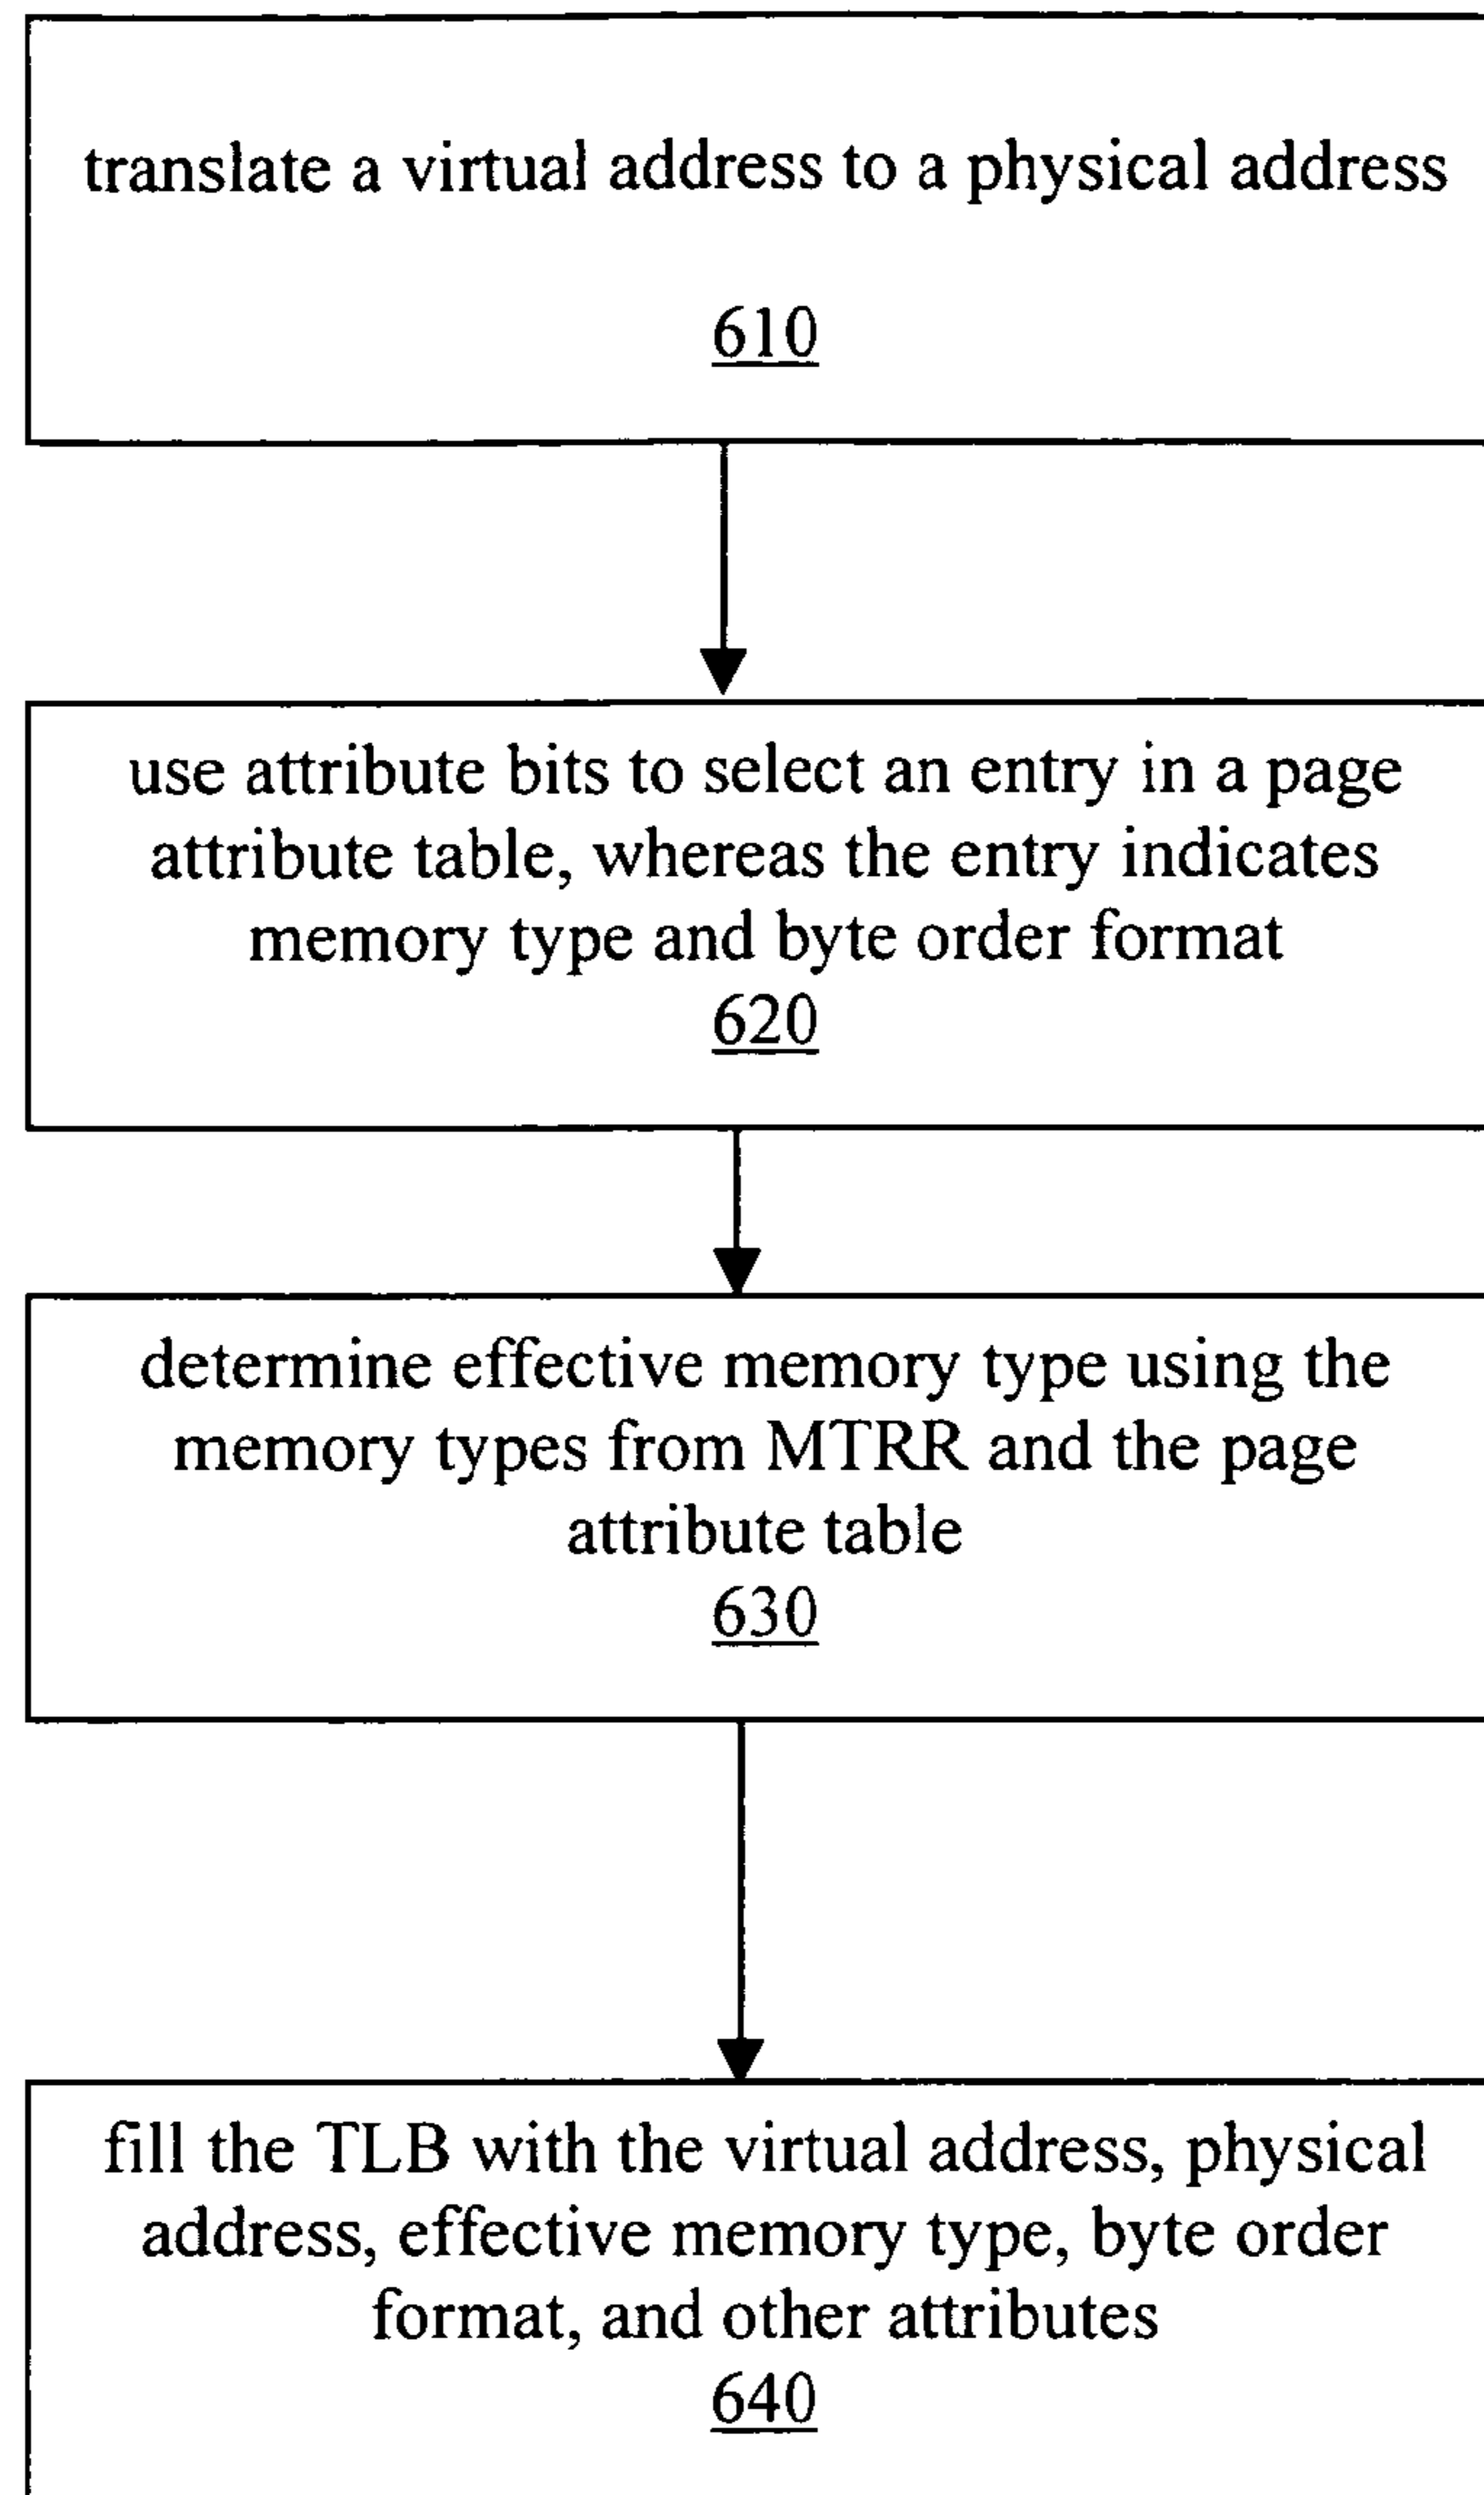 translate a virtual address to a physical address
610
use attribute bits to select an entry in a page
attribute table, whereas the entry indicates
memory type and byte order format
620
determine effective memory type using the
memory types from MTRR and the page
attribute table
630
fill the TLB with the virtual address, physical
address, effective memory type, byte order
format, and other attributes
640